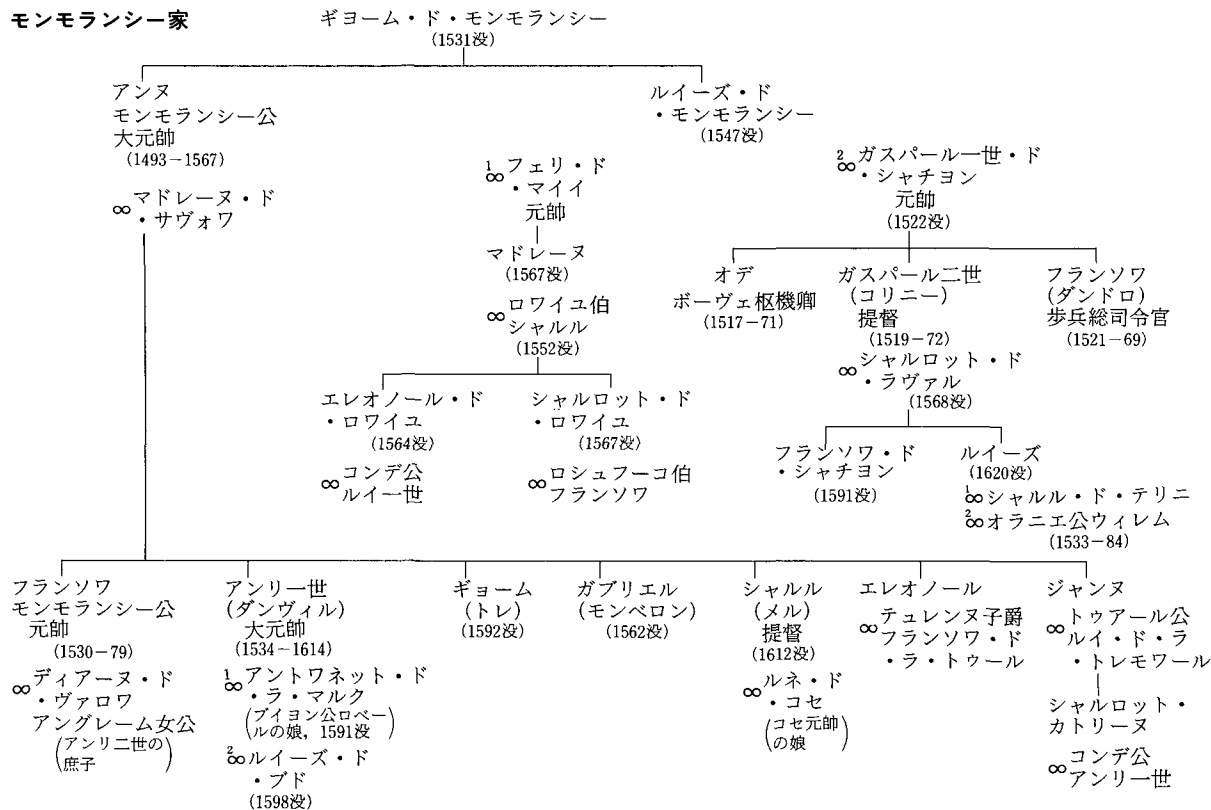 モンモランシー家
ギヨーム・ド・モンモランシー
(1531没)
アンヌ
モンモランシー公
大元帥
(1493−1567)
∞マドレーヌ・ド
・サヴォワ
ルイーズ・ド
・モンモランシー
(1547没)
1∞フェリ・ド
・マイイ
元帥
マドレーヌ
(1567没)
∞ロワイユ伯
シャルル
(1552没)
エレオノール・ド
・ロワイユ
(1564没)
∞コンデ公
ルイ一世
シャルロット・ド
・ロワイユ
(1567没)
∞ロシュフーコ伯
フランソワ
2∞ガスパール一世・ド
・シャチヨン
元帥
(1522没)
オデ
ボーヴェ枢機卿
(1517−71)
ガスパール二世
(コリニー)
提督
(1519−72)
∞シャルロット・ド
・ラヴァル
(1568没)
フランソワ
(ダンドロ)
歩兵総司令官
(1521−69)
フランソワ・ド
・シャチヨン
(1591没)
ルイーズ
(1620没)
1∞シャルル・ド・テリニ
2∞オラニエ公ウィレム
(1533−84)
フランソワ
モンモランシー公
元帥
(1530−79)
∞ディアーヌ・ド
・ヴァロワ
アングレーム女公
(アンリ二世の
庶子)
アンリ一世
(ダンヴィル)
大元帥
(1534−1614)
1∞アントワネット・ド
・ラ・マルク
(ブイヨン公ロベー
ルの娘，1591没)
2∞ルイーズ・ド
・ブド
(1598没)
ギョーム
(トレ)
(1592没)
ガブリエル
(モンベロン)
(1562没)
シャルル
(メル)
提督
(1612没)
∞ルネ・ド
・コセ
(コセ元帥
の娘)
エレオノール
∞テュレンヌ子爵
フランソワ・ド
・ラ・トゥール
ジャンヌ
∞トゥアール公
ルイ・ド・ラ
・トレモワール
シャルロット・
カトリーヌ
∞コンデ公
アンリ一世